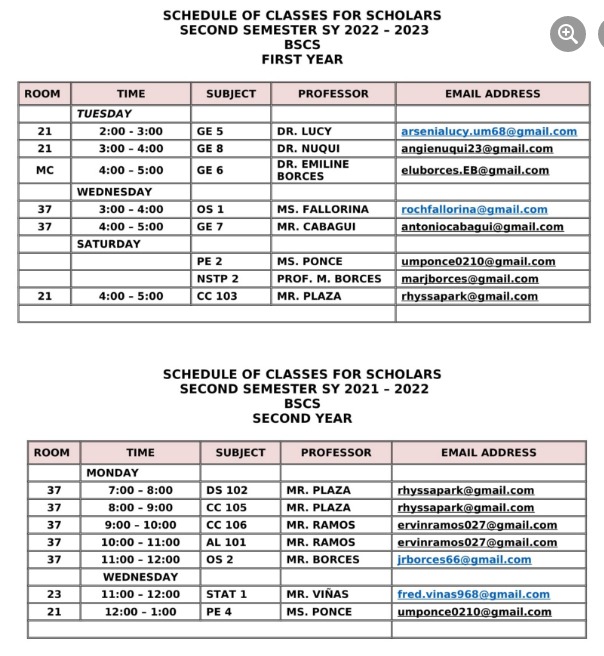 SCHEDULE OF CLASSES FOR SCHOLARS
SECOND SEMESTER SY 2022 – 2023
BSCS
FIRST YEAR
ROOM TIME SUBJECT PROFESSOR EMAIL ADDRESS
TUESDAY
21 2:00 - 3:00 GE 5 DR. LUCY arsenialucy.um68@gmail.com
21 3:00 – 4:00 GE 8 DR. NUQUI angienuqui23@gmail.com
MC 4:00 – 5:00 GE 6 DR. EMILINE BORCES eluborces.EB@gmail.com
WEDNESDAY
37 3:00 – 4:00 OS 1 MS. FALLORINA rochfallorina@gmail.com
37 4:00 – 5:00 GE 7 MR. CABAGUI antoniocabagui@gmail.com
SATURDAY
PE 2 MS. PONCE umponce0210@gmail.com
NSTP 2 PROF. M. BORCES marjborces@gmail.com
21 4:00 – 5:00 CC 103 MR. PLAZA rhyssapark@gmail.com
SCHEDULE OF CLASSES FOR SCHOLARS
SECOND SEMESTER SY 2021 – 2022
BSCS
SECOND YEAR
ROOM TIME SUBJECT PROFESSOR EMAIL ADDRESS
MONDAY
37 7:00 – 8:00 DS 102 MR. PLAZA rhyssapark@gmail.com
37 8:00 – 9:00 CC 105 MR. PLAZA rhyssapark@gmail.com
37 9:00 – 10:00 CC 106 MR. RAMOS ervinramos027@gmail.com
37 10:00 – 11:00 AL 101 MR. RAMOS ervinramos027@gmail.com
37 11:00 – 12:00 OS 2 MR. BORCES jrborces66@gmail.com
WEDNESDAY
23 11:00 – 12:00 STAT 1 MR. VIÑAS fred.vinas968@gmail.com
21 12:00 – 1:00 PE 4 MS. PONCE umponce0210@gmail.com